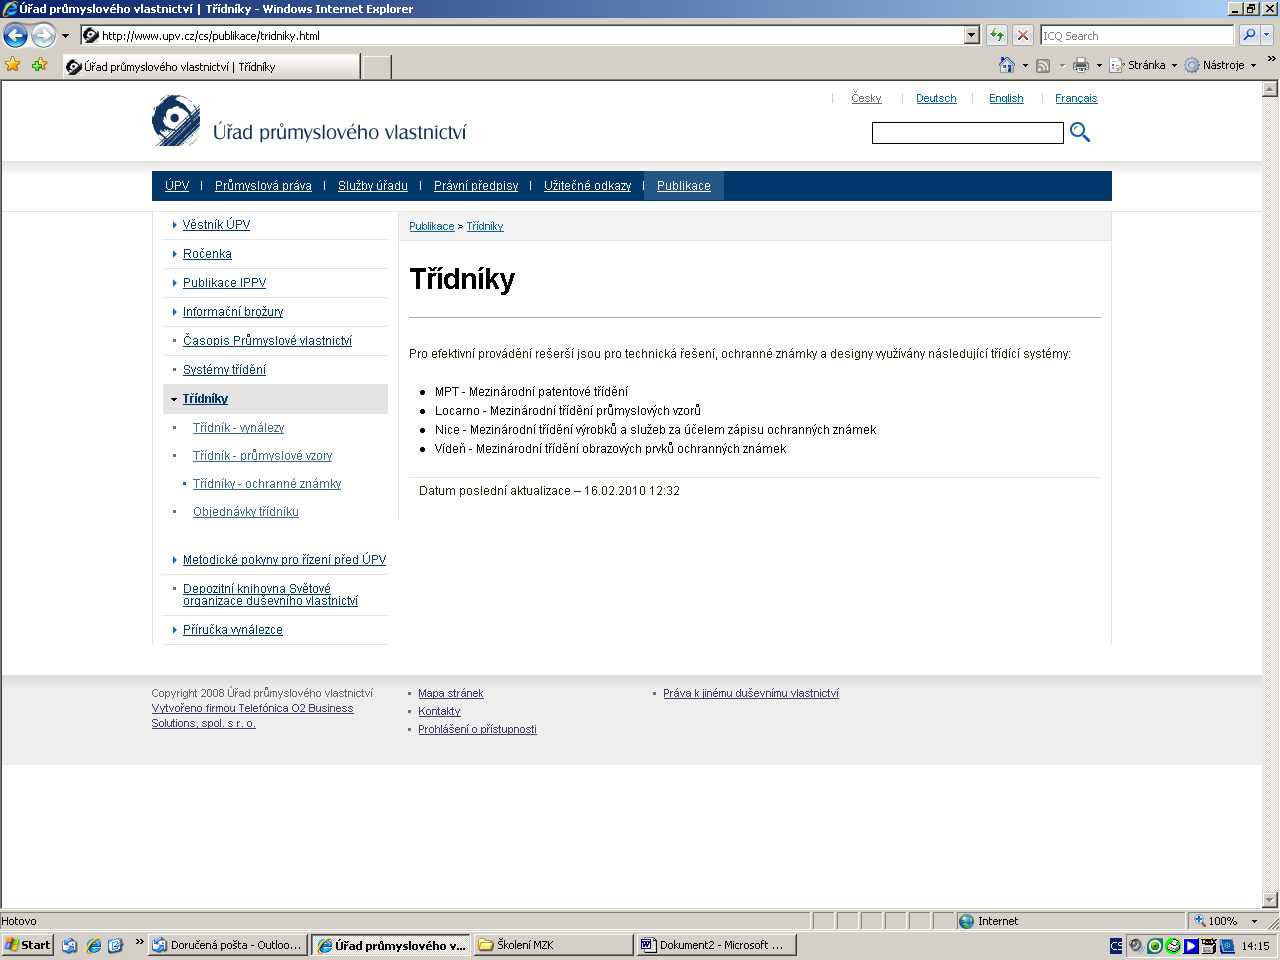 Úřad průmyslového vlastnictví | Třídníky - Windows Internet Explorer
http://www.upv.cz/cs/publikace/tridniky.html
ICQ Search
Úřad průmyslového vlastnictví | Třídníky
Stránka
Nástroje
»
Česky
Deutsch
English
Français
Úřad průmyslového vlastnictví
ÚPV | Průmyslová práva | Služby úřadu | Právní předpisy | Užitečné odkazy | Publikace
Věstník ÚPV
Ročenka
Publikace IPPV
Informační brožury
Časopis Průmyslové vlastnictví
Systémy třídění
Třídníky
Třídník - vynálezy
Třídník - průmyslové vzory
Třídníky - ochranné známky
Objednávky třídníku
Metodické pokyny pro řízení před ÚPV
Depozitní knihovna Světové
organizace duševního vlastnictví
Příručka vynálezce
Publikace > Třídníky
Třídníky
Pro efektivní provádění rešerší jsou pro technická řešení, ochranné známky a designy využívány následující třídící systémy:
MPT - Mezinárodní patentové třídění
Locarno - Mezinárodní třídění průmyslových vzorů
Nice - Mezinárodní třídění výrobků a služeb za účelem zápisu ochranných známek
Vídeň - Mezinárodní třídění obrazových prvků ochranných známek
Datum poslední aktualizace – 16.02.2010 12:32
Copyright 2008 Úřad průmyslového vlastnictví
Vytvořeno firmou Telefónica O2 Business
Solutions, spol. s r. o.
Mapa stránek
Kontakty
Prohlášení o přístupnosti
Práva k jinému duševnímu vlastnictví
Hotovo
Internet
100%
Start
»
Doručená pošta - Outloo...
Úřad průmyslového v...
Školení MZK
Dokument2 - Microsoft ...
CS
14:15